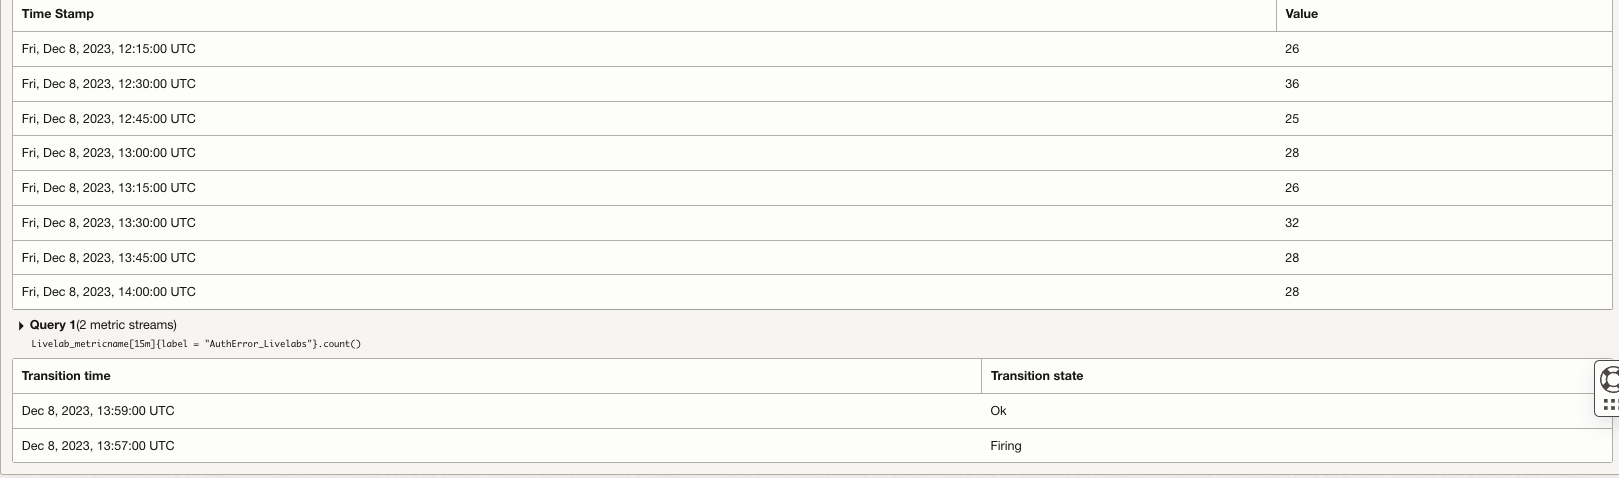 Time Stamp Value
Fri, Dec 8, 2023, 12:15:00 UTC 26
Fri, Dec 8, 2023, 12:30:00 UTC 36
Fri, Dec 8, 2023, 12:45:00 UTC 25
Fri, Dec 8, 2023, 13:00:00 UTC 28
Fri, Dec 8, 2023, 13:15:00 UTC 26
Fri, Dec 8, 2023, 13:30:00 UTC 32
Fri, Dec 8, 2023, 13:45:00 UTC 28
Fri, Dec 8, 2023, 14:00:00 UTC 28
Query 1(2 metric streams)
Livelab_metricname[15m]{label = "AuthError_Livelabs"}.count()
Transition time Transition state
Dec 8, 2023, 13:59:00 UTC Ok
Dec 8, 2023, 13:57:00 UTC Firing